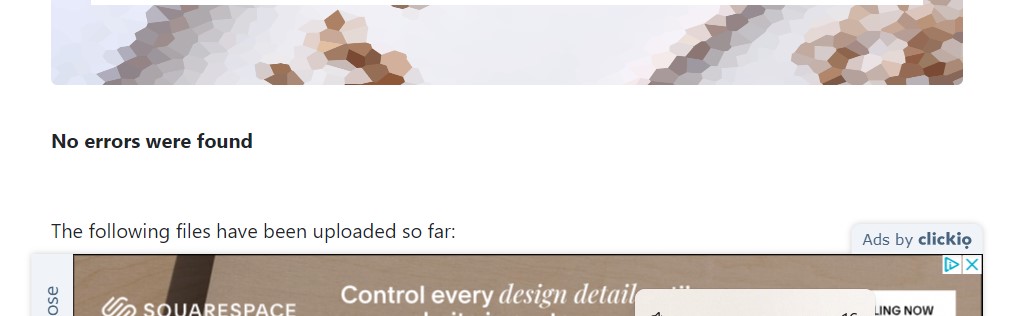 No errors were found
The following files have been uploaded so far:
Ads by clickio
ose
SQUARESPACE
Control every design detail
LING NOW